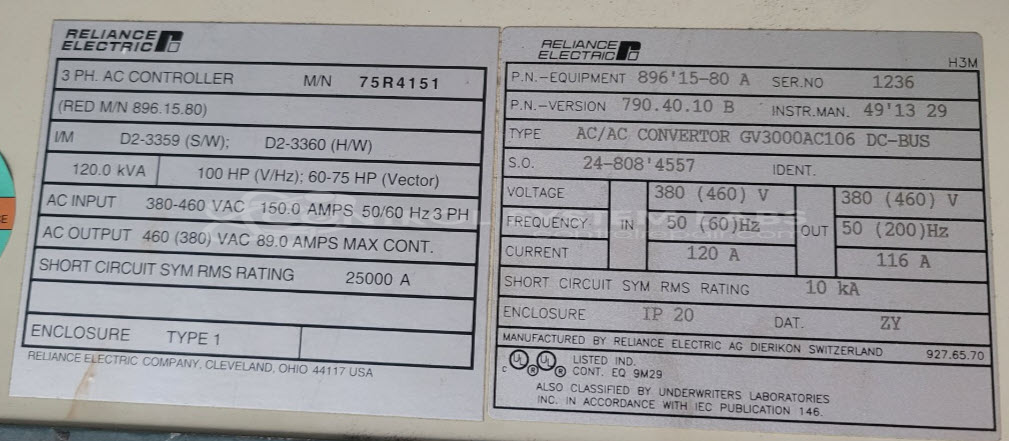 RELIANCE
ELECTRIC
3 PH. AC CONTROLLER M/N 75R4151
(RED M/N 896.15.80)
I/M D2-3359 (S/W); D2-3360 (H/W)
120.0 kVA 100 HP (V/Hz); 60-75 HP (Vector)
AC INPUT 380-460 VAC 150.0 AMPS 50/60 Hz 3 PH
AC OUTPUT 460 (380) VAC 89.0 AMPS MAX CONT.
SHORT CIRCUIT SYM RMS RATING 25000 A
ENCLOSURE TYPE 1
RELIANCE ELECTRIC COMPANY, CLEVELAND, OHIO 44117 USA
RELIANCE
ELECTRIC
H3M
P.N.-EQUIPMENT 896'15-80 A SER.NO 1236
P.N.-VERSION 790.40.10 B INSTR.MAN. 49'13 29
TYPE AC/AC CONVERTOR GV3000AC106 DC-BUS
S.O. 24-808'4557 IDENT.
VOLTAGE 380 (460) V 380 (460) V
FREQUENCY IN 50 (60)Hz OUT 50 (200)Hz
CURRENT 120 A 116 A
SHORT CIRCUIT SYM RMS RATING 10 kA
ENCLOSURE IP 20 DAT. ZY
MANUFACTURED BY RELIANCE ELECTRIC AG DIERIKON SWITZERLAND 927.65.70
c UL ® UL ® LISTED IND.
CONT. EQ 9M29
ALSO CLASSIFIED BY UNDERWRITERS LABORATORIES
INC. IN ACCORDANCE WITH IEC PUBLICATION 146.